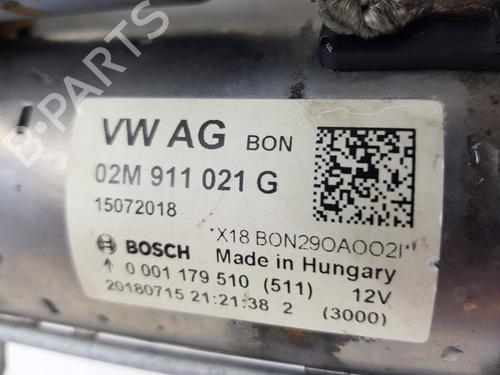 VW AG BON
02M 911 021 G
15072018
*X18 BON290A002I*
BOSCH Made in Hungary
↑ 0 001 179 510 (511) 12V
20180715 21:21:38 2 (3000)
B-Parts